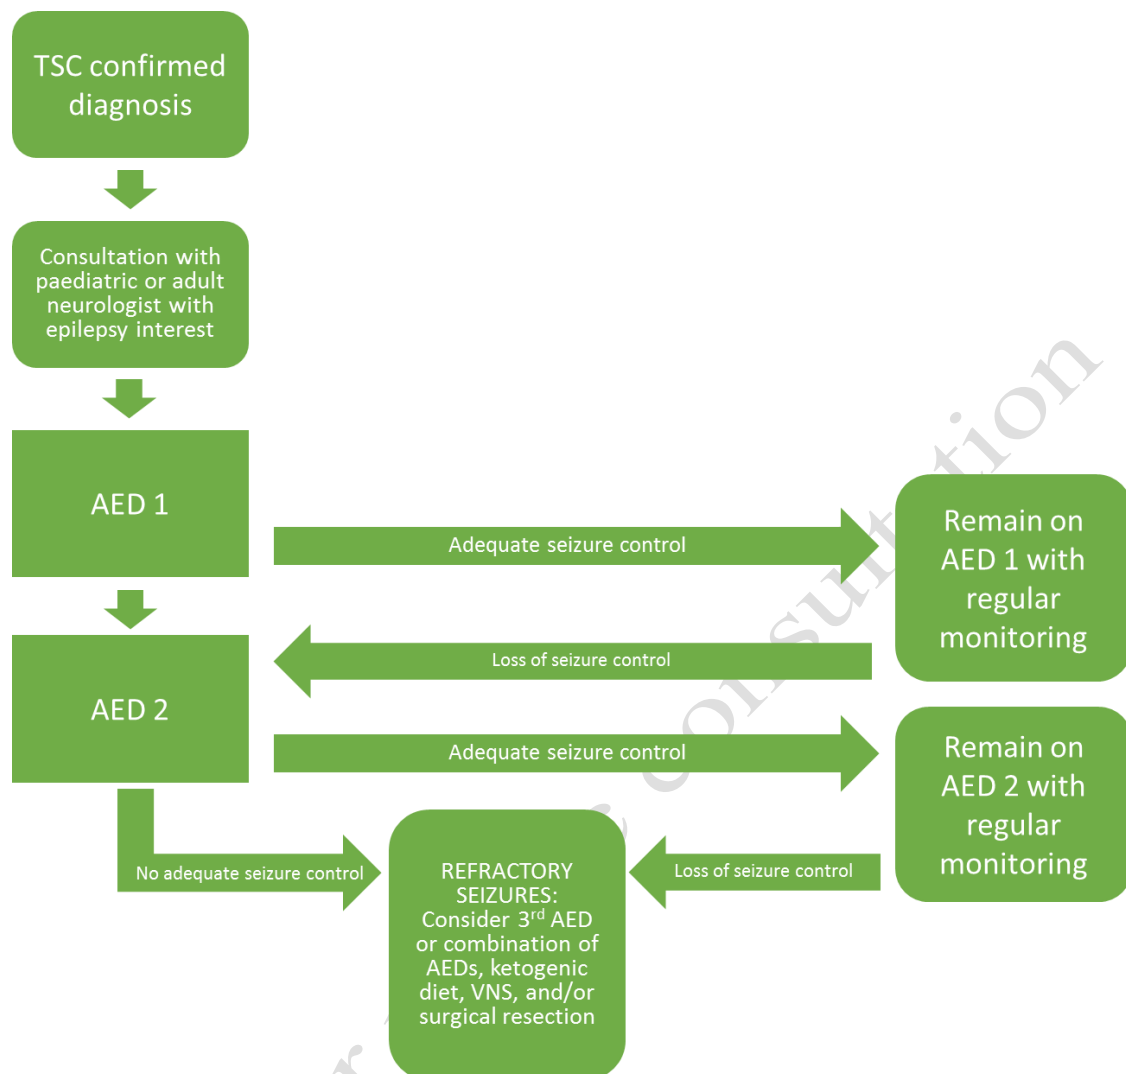 TSC confirmed
diagnosis
Consultation with
paediatric or adult
neurologist with
epilepsy interest
AED 1
Adequate seizure control
Remain on
AED 1 with
regular
monitoring
Loss of seizure control
AED 2
Adequate seizure control
Remain on
AED 2 with
regular
monitoring
No adequate seizure control
REFRACTORY
SEIZURES:
Consider 3rd AED
or combination of
AEDs, ketogenic
diet, VNS, and/or
surgical resection
Loss of seizure control
consultation